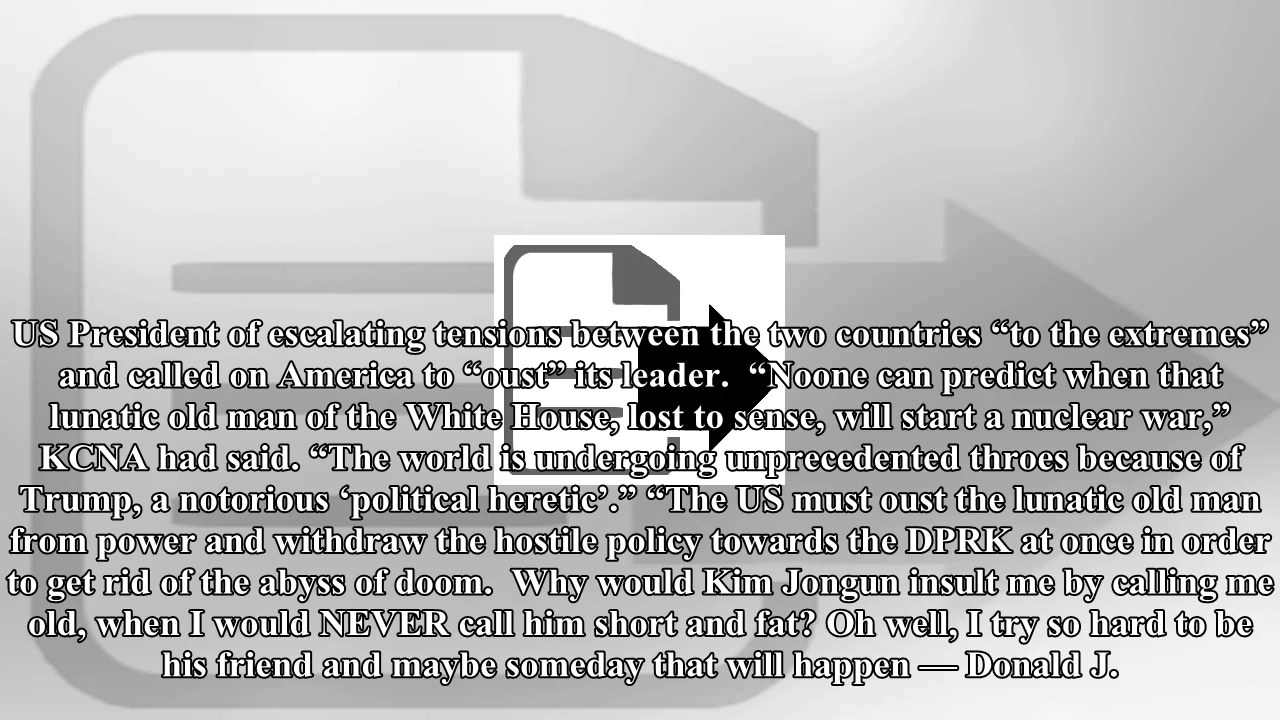 US President of escalating tensions between the two countries “to the extremes”
and called on America to “oust” its leader.  “Noone can predict when that
lunatic old man of the White House, lost to sense, will start a nuclear war,”
KCNA had said. “The world is undergoing unprecedented throes because of
Trump, a notorious ‘political heretic’.” “The US must oust the lunatic old man
from power and withdraw the hostile policy towards the DPRK at once in order
to get rid of the abyss of doom.  Why would Kim Jongun insult me by calling me
old, when I would NEVER call him short and fat? Oh well, I try so hard to be
his friend and maybe someday that will happen — Donald J.